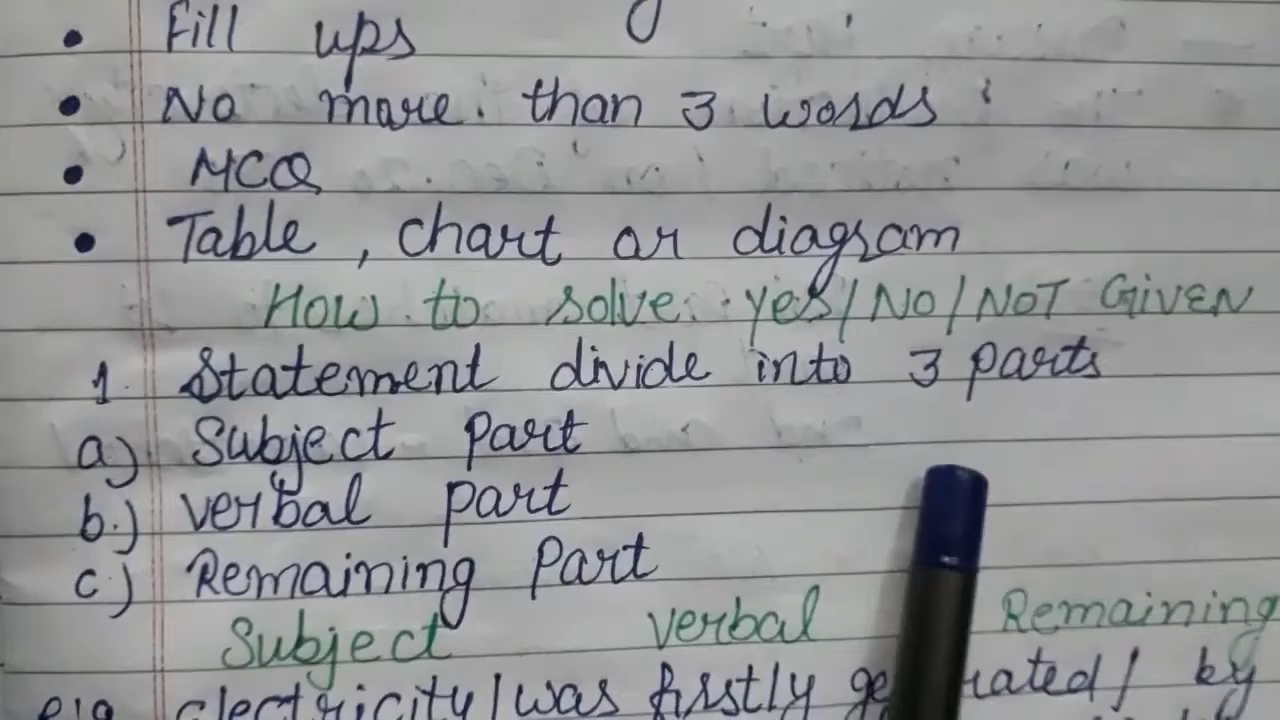 • Fill ups
• No more than 3 words
• MCQ
• Table, chart or diagram
How to solve yes/NO/NOT GIVEN
1. Statement divide into 3 parts
a) Subject part
b.) verbal part
c) Remaining Part
Subject verbal Remaining
e.g electricity/was firstly generated/ by